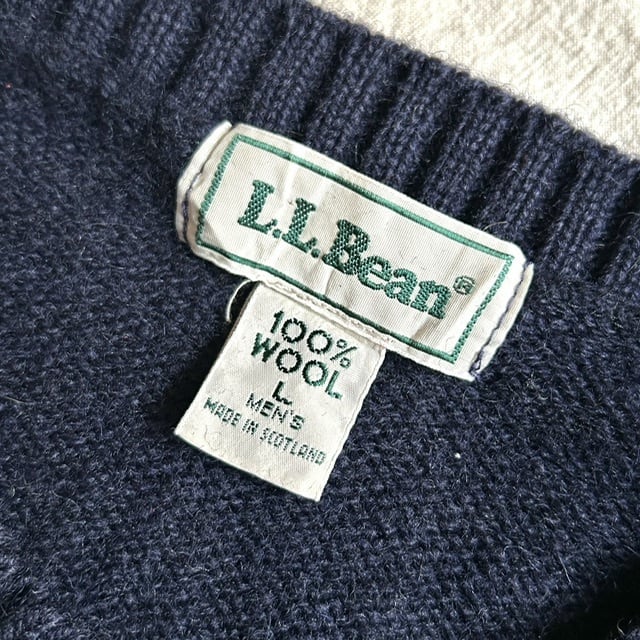 L.L.Bean®
100%
WOOL
L
MEN'S
MADE IN SCOTLAND